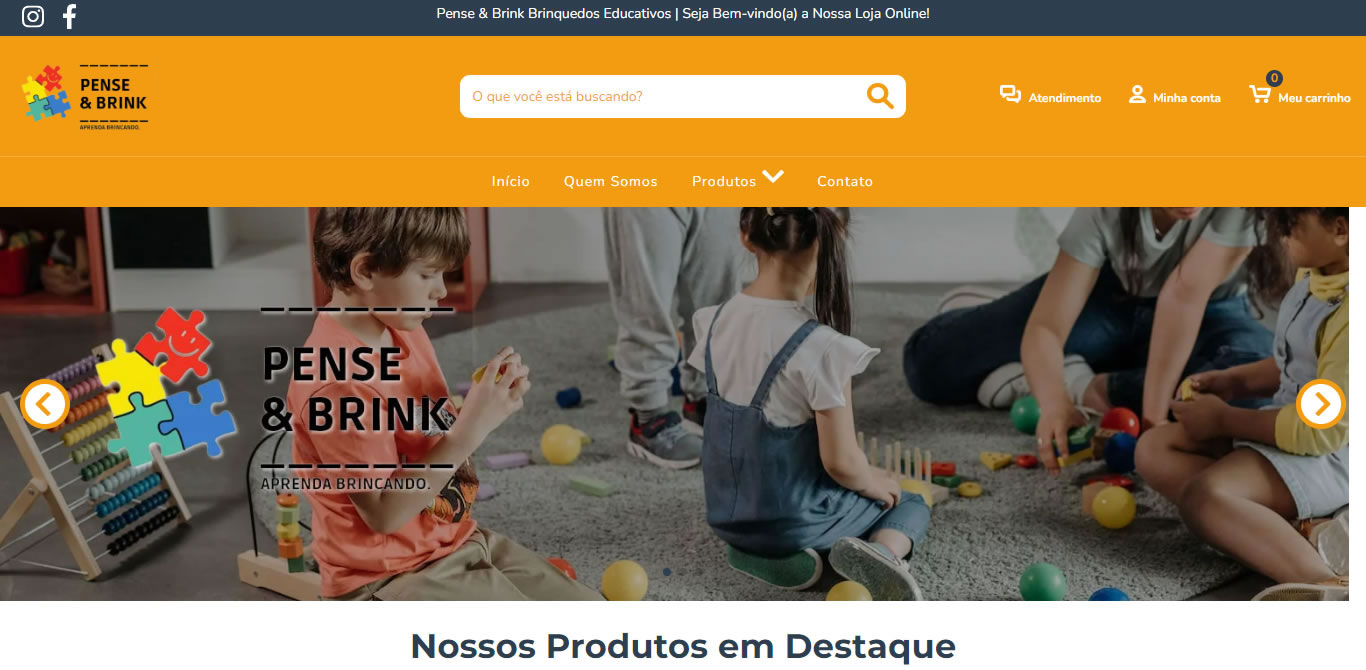 Pense & Brink Brinquedos Educativos | Seja Bem-vindo(a) a Nossa Loja Online!
PENSE
& BRINK
APRENDA BRINCANDO.
O que você está buscando?
Atendimento
Minha conta
0
Meu carrinho
Início
Quem Somos
Produtos
Contato
PENSE
& BRINK
APRENDA BRINCANDO.
Nossos Produtos em Destaque